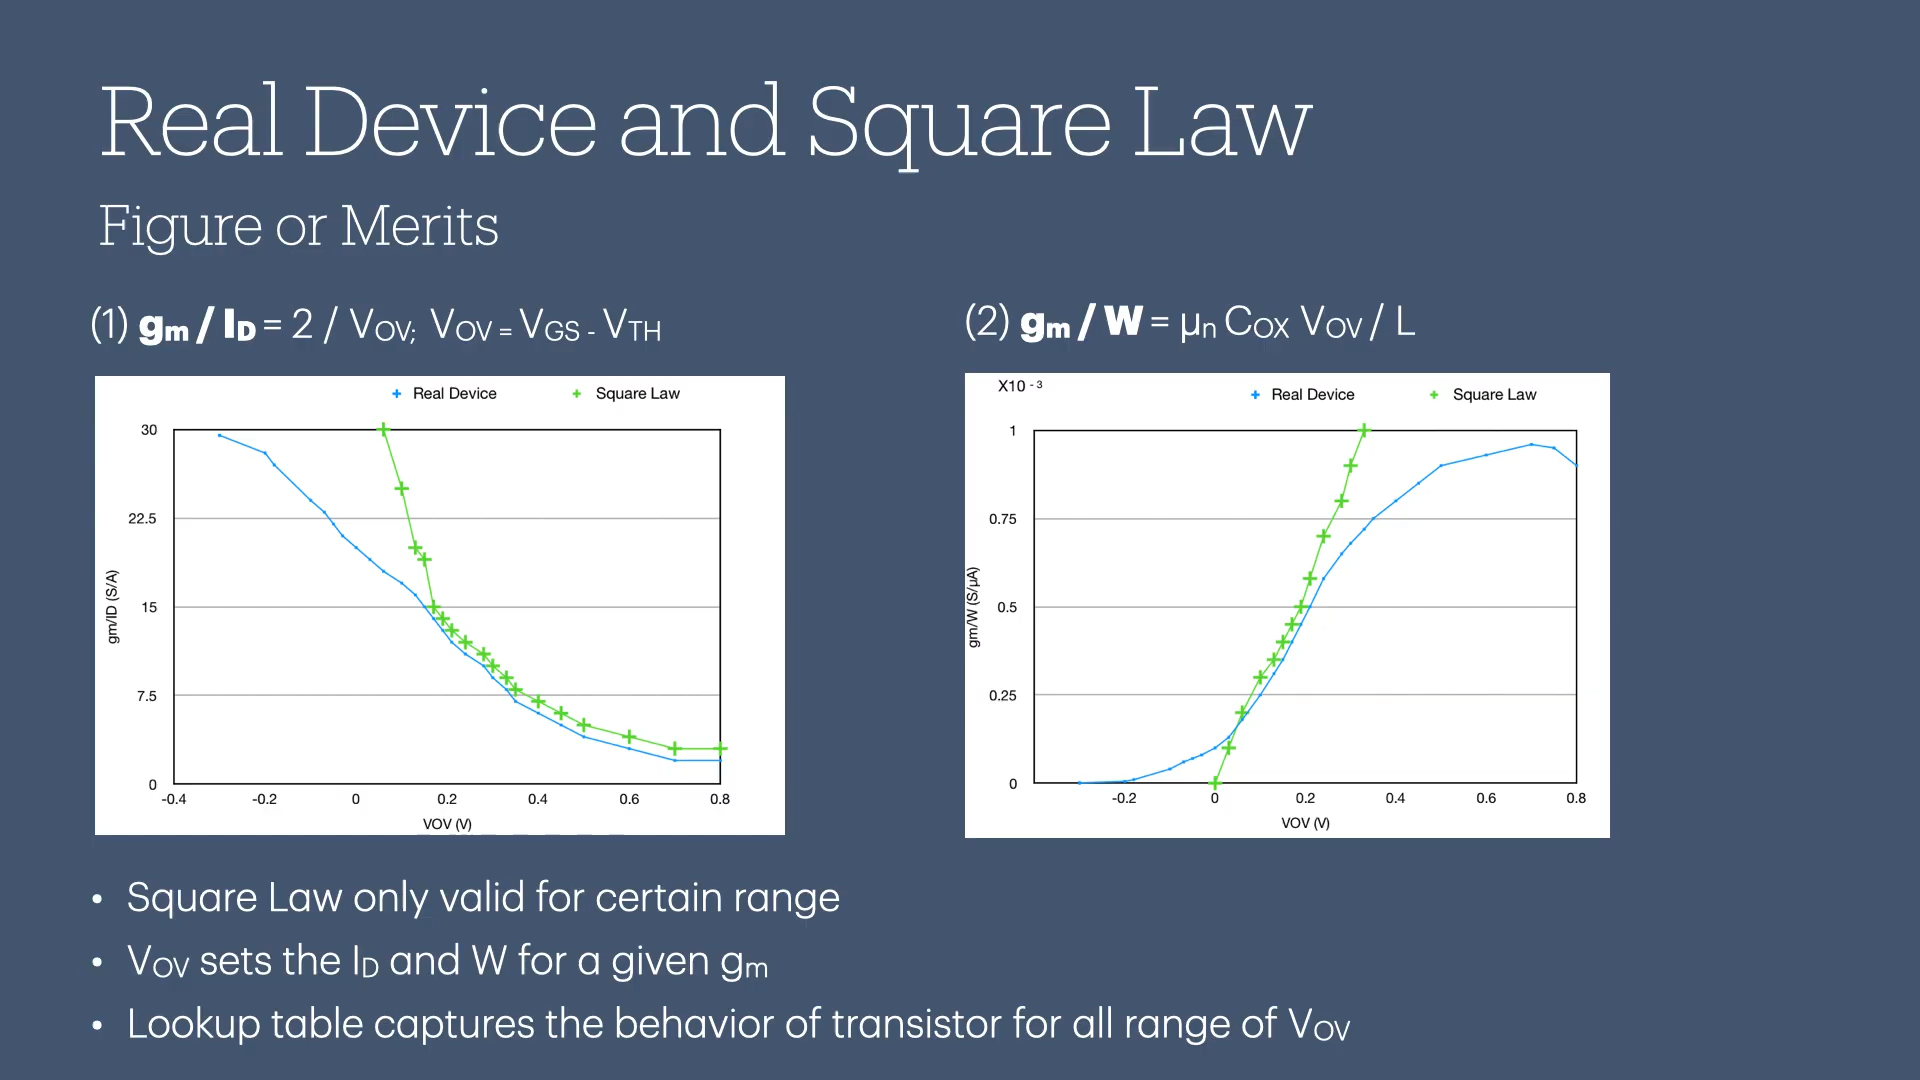 Real Device and Square Law
Figure or Merits
(1) gm / ID = 2 / VOV; VOV = VGS - VTH
Real Device
Square Law
30
22.5
15
7.5
0
gm/ID (S/A)
-0.4
-0.2
0
0.2
0.4
0.6
0.8
VOV (V)
(2) gm / W = μn COX VOV / L
X10 - 3
Real Device
Square Law
1
0.75
0.5
0.25
0
gm/W (S/μA)
-0.2
0
0.2
0.4
0.6
0.8
VOV (V)
• Square Law only valid for certain range
• VOV sets the ID and W for a given gm
• Lookup table captures the behavior of transistor for all range of VOV